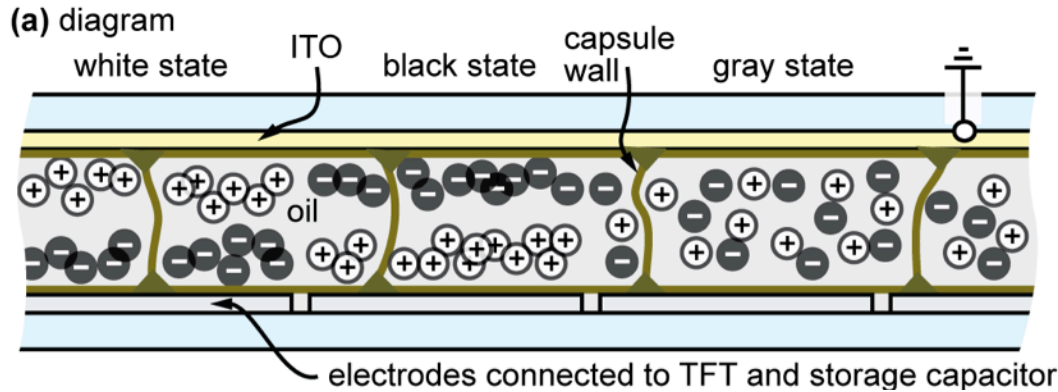 (a) diagram
ITO
capsule
wall
white state
black state
gray state
oil
electrodes connected to TFT and storage capacitor